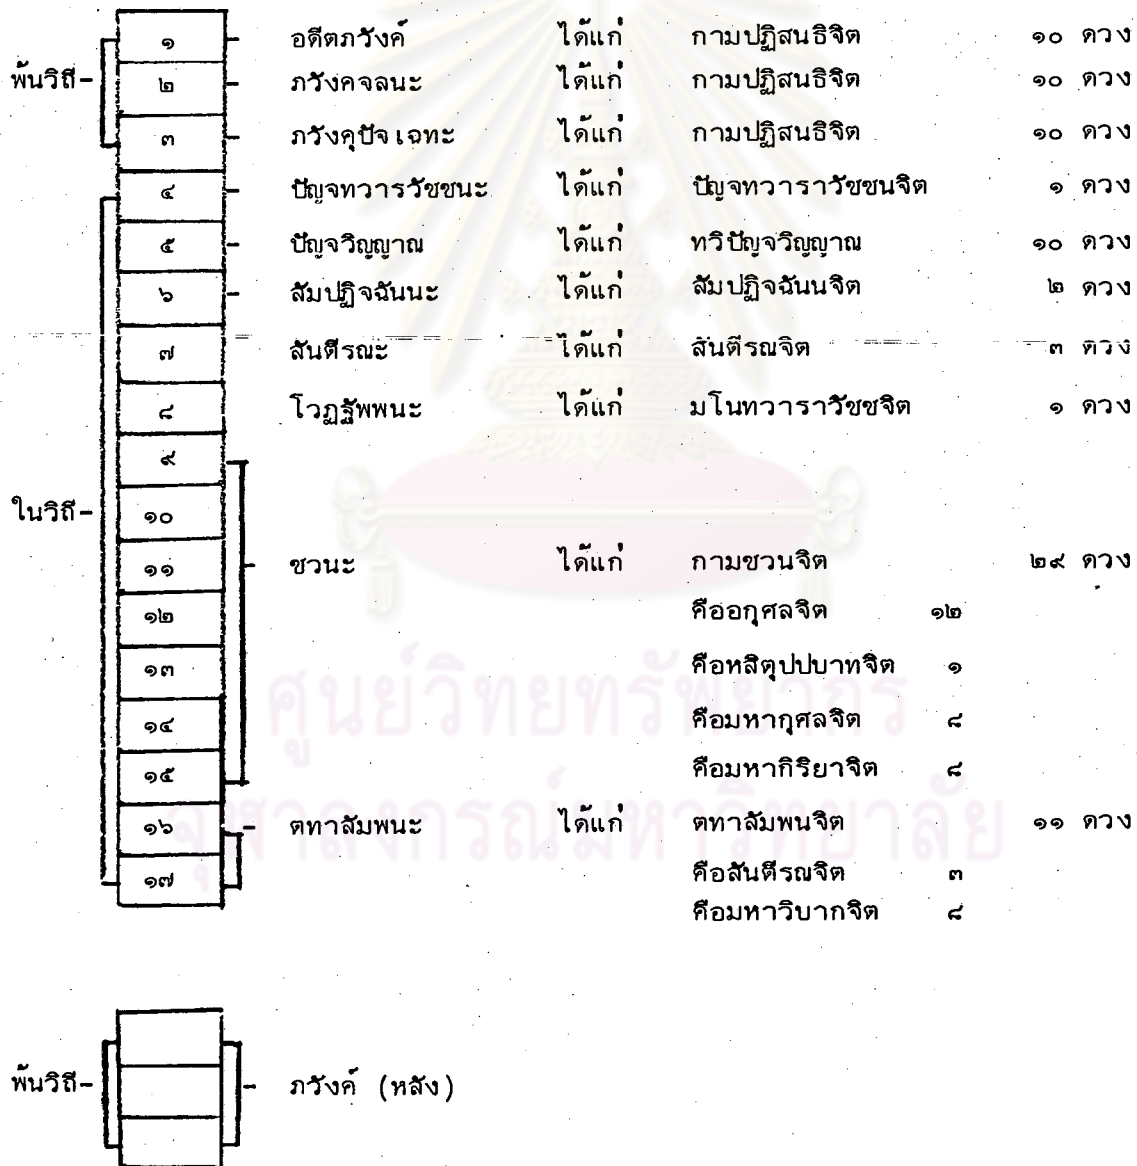 ๑ อดีตภวังค์ ได้แก่ กามปฏิสนธิจิต ๑๐ ดวง
พ้นวิถี- ๒ ภวังคจลนะ ได้แก่ กามปฏิสนธิจิต ๑๐ ดวง
๓ ภวังคุปัจเฉทะ ได้แก่ กามปฏิสนธิจิต ๑๐ ดวง
๔ ปัญจทวารวัชชนะ ได้แก่ ปัญจทวาราวัชชนจิต ๑ ดวง
๕ ปัญจวิญญาณ ได้แก่ ทวิปัญจวิญญาณ ๑๐ ดวง
๖ สัมปฏิจฉันนะ ได้แก่ สัมปฏิจฉันนจิต ๒ ดวง
๗ สันตีรณะ ได้แก่ สันตีรณจิต ๓ ดวง
๘ โวฏฐัพพนะ ได้แก่ มโนทวาราวัชชจิต ๑ ดวง
๙
ในวิถี- ๑๐
๑๑ ชวนะ ได้แก่ กามชวนจิต ๒๙ ดวง
๑๒ คืออกุศลจิต ๑๒
๑๓ คือหสิตุปปบาทจิต ๑
๑๔ คือมหากุศลจิต ๘
๑๕ คือมหากิริยาจิต ๘
๑๖ ตทาลัมพนะ ได้แก่ ตทาลัมพนจิต ๑๑ ดวง
๑๗ คือสันตีรณจิต ๓
คือมหาวิบากจิต ๘
พ้นวิถี- ภวังค์ (หลัง)
ศูนย์วิทยทรัพยากร
จุฬาลงกรณ์มหาวิทยาลัย